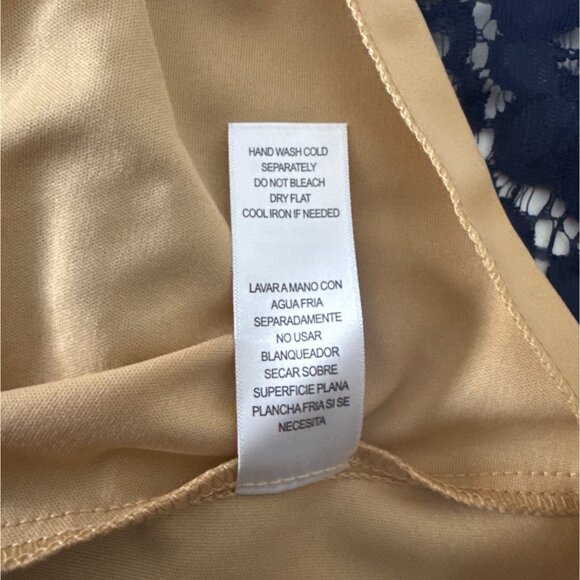 HAND WASH COLD
SEPARATELY
DO NOT BLEACH
DRY FLAT
COOL IRON IF NEEDED
LAVAR A MANO CON
AGUA FRIA
SEPARADAMENTE
NO USAR
BLANQUEADOR
SECAR SOBRE
SUPERFICIE PLANA
PLANCHA FRIA SI SE
NECESITA